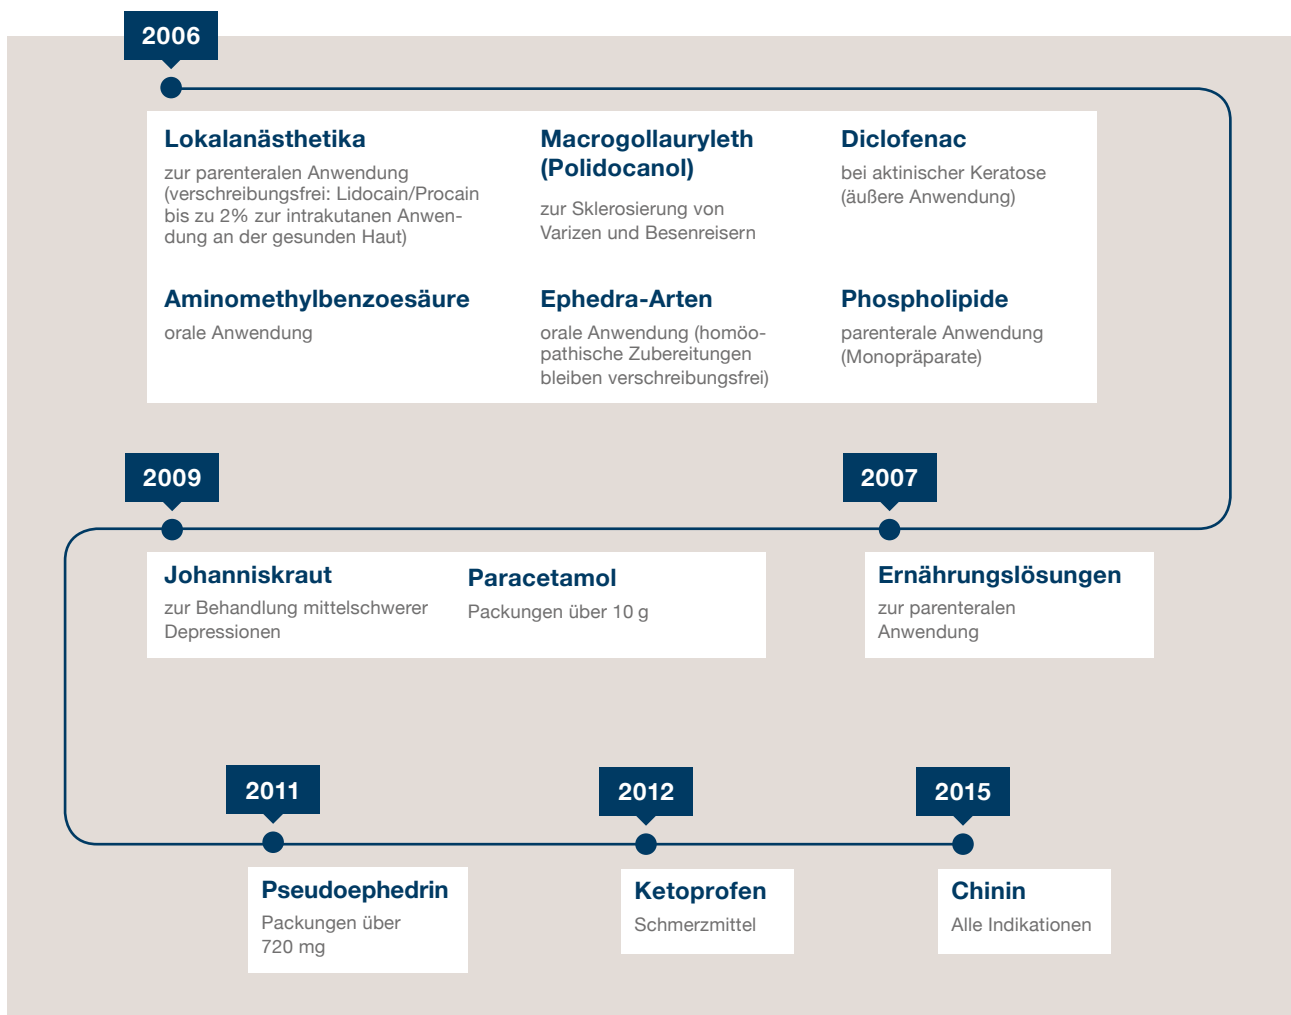 2006
Lokalanästhetika
zur parenteralen Anwendung
(verschreibungsfrei: Lidocain/Procain
bis zu 2% zur intrakutanen Anwen-
dung an der gesunden Haut)
Macrogollauryleth
(Polidocanol)
zur Sklerosierung von
Varizen und Besenreisern
Diclofenac
bei aktinischer Keratose
(äußere Anwendung)
Aminomethylbenzoesäure
orale Anwendung
Ephedra-Arten
orale Anwendung (homöo-
pathische Zubereitungen
bleiben verschreibungsfrei)
Phospholipide
parenterale Anwendung
(Monopräparate)
2009
Johanniskraut
zur Behandlung mittelschwerer
Depressionen
Paracetamol
Packungen über 10 g
2007
Ernährungslösungen
zur parenteralen
Anwendung
2011
Pseudoephedrin
Packungen über
720 mg
2012
Ketoprofen
Schmerzmittel
2015
Chinin
Alle Indikationen